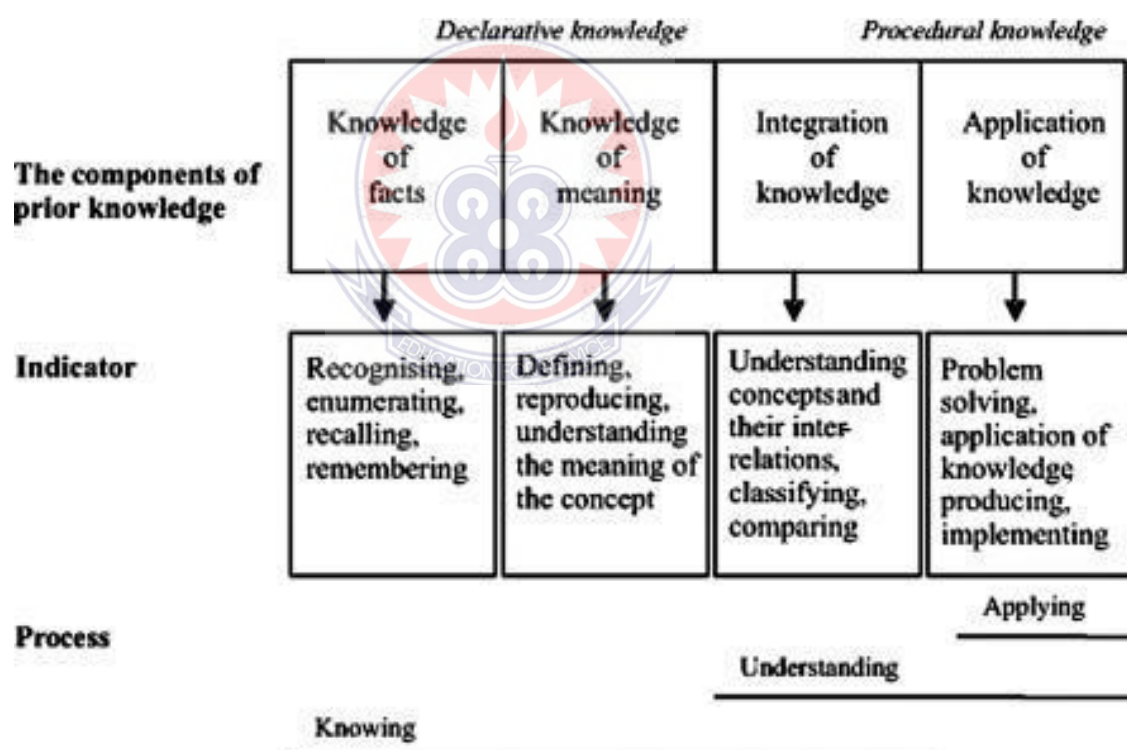 Declarative knowledge
Procedural knowledge
The components of
prior knowledge
Knowledge
of
facts
Knowledge
of
meaning
Integration
of
knowledge
Application
of
knowledge
Indicator
Recognising,
enumerating,
recalling,
remembering
Defining,
reproducing,
understanding
the meaning of
the concept
Understanding
concepts and
their inter-
relations,
classifying,
comparing
Problem
solving,
application of
knowledge,
producing,
implementing
Process
Applying
Understanding
Knowing